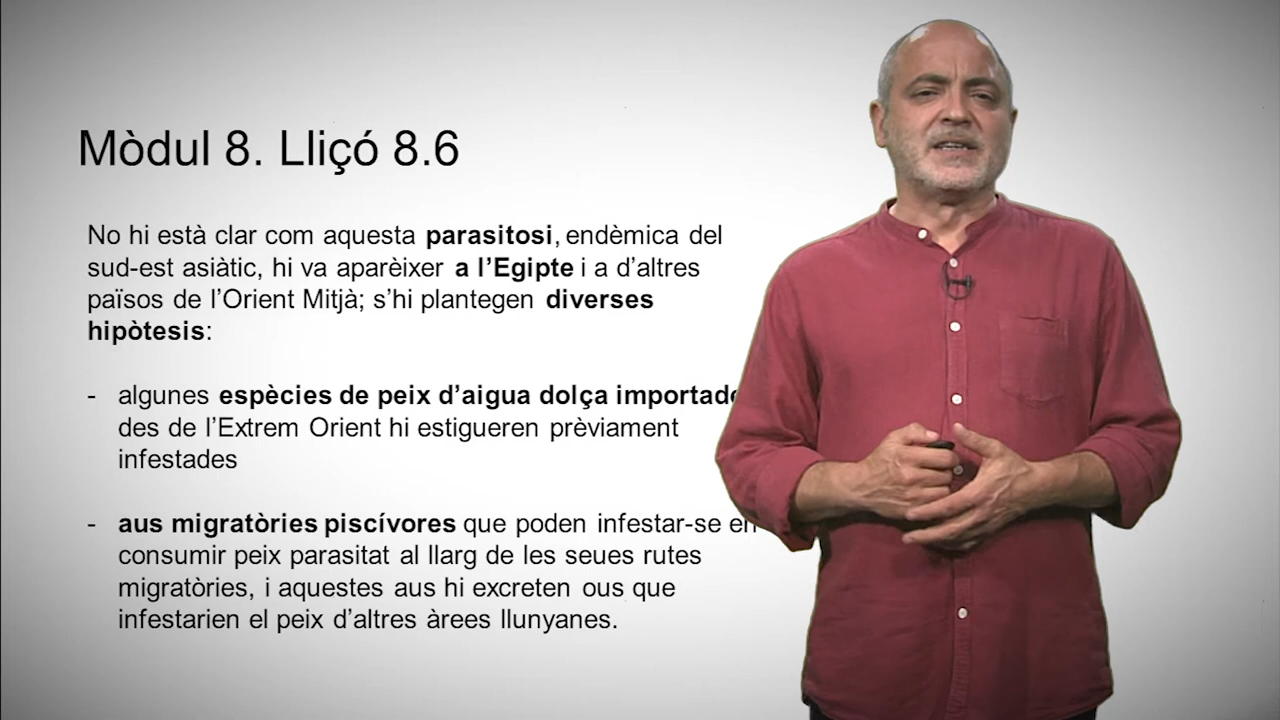 Mòdul 8. Lliçó 8.6
No hi està clar com aquesta parasitosi, endèmica del
sud-est asiàtic, hi va aparèixer a l’Egipte i a d’altres
països de l’Orient Mitjà; s’hi plantegen diverses
hipòtesis:
- algunes espècies de peix d’aigua dolça
des de l’Extrem Orient hi estigueren prèviament
infestades
- aus migratòries piscívores que poden infestar-se en
consumir peix parasitat al llarg de les seues rutes
migratòries, i aquestes aus hi excreten ous que
infestarien el peix d’altres àrees llunyanes.